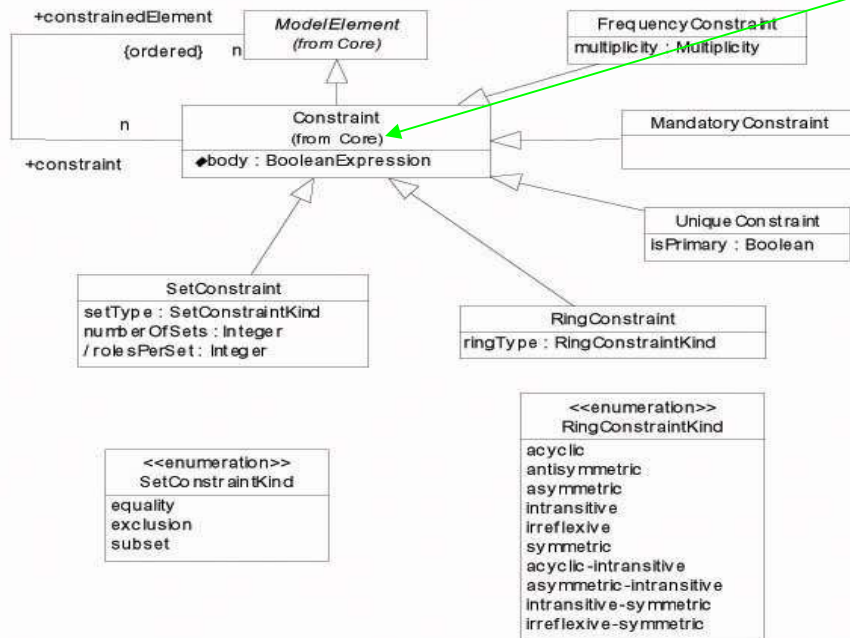 +constrainedElement
{ordered} n
ModelElement
(from Core)
FrequencyConstraint
multiplicity : Multiplicity
n
+constraint
Constraint
(from Core)
body : BooleanExpression
MandatoryConstraint
UniqueConstraint
isPrimary : Boolean
SetConstraint
setType : SetConstraintKind
numberOfSets : Integer
/ rolesPerSet : Integer
RingConstraint
ringType : RingConstraintKind
<<enumeration>>
SetConstraintKind
equality
exclusion
subset
<<enumeration>>
RingConstraintKind
acyclic
antisymmetric
asymmetric
intransitive
irreflexive
symmetric
acyclic-intransitive
asymmetric-intransitive
intransitive-symmetric
irreflexive-symmetric